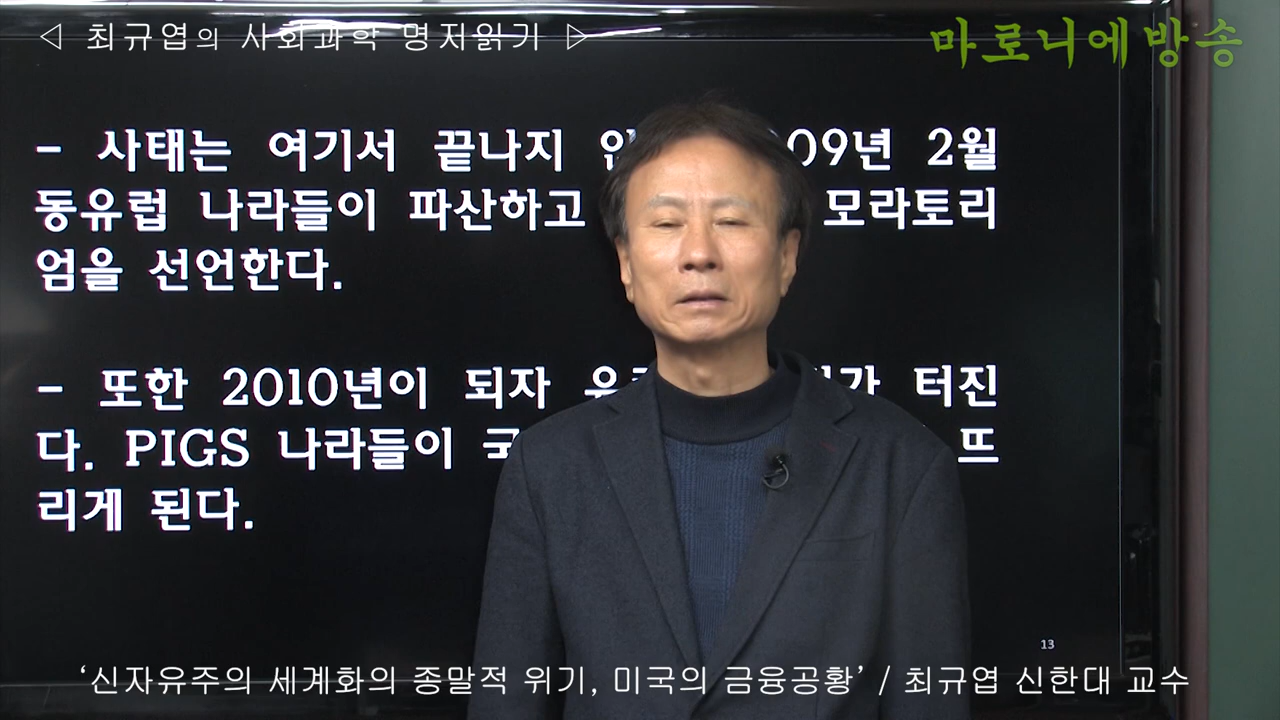 ◁ 최규엽의 사회과학 명저읽기 ▷
마로니에방송
- 사태는 여기서 끝나지 09년 2월
동유럽 나라들이 파산하고 모라토리
엄을 선언한다.
- 또한 2010년이 되자 터진
다. PIGS 나라들이 뜨
리게 된다.
13
‘신자유주의 세계화의 종말적 위기, 미국의 금융공황’ / 최규엽 신한대 교수